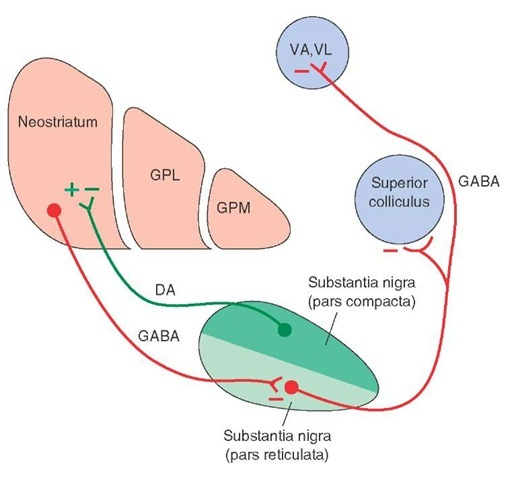 VA,VL
−
Neostriatum
GPL
GPM
+ −
Superior
colliculus
GABA
−
DA
GABA
Substantia nigra
(pars compacta)
−
Substantia nigra
(pars reticulata)